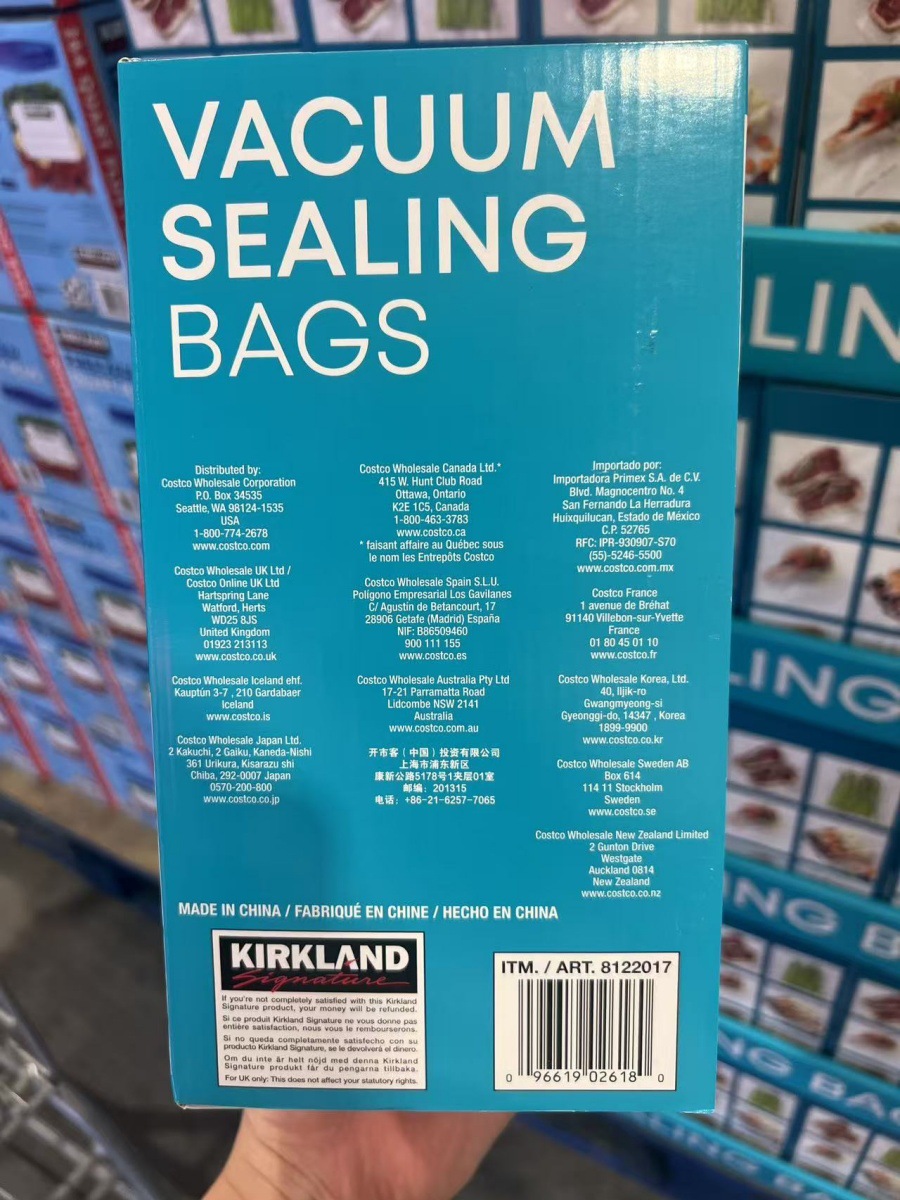 VACUUM
SEALING
BAGS
Distributed by:
Costco Wholesale Corporation
P.O. Box 34535
Seattle, WA 98124-1535
USA
1-800-774-2678
www.costco.com
Costco Wholesale UK Ltd /
Costco Online UK Ltd
Hartspring Lane
Watford, Herts
WD25 8JS
United Kingdom
01923 213113
www.costco.co.uk
Costco Wholesale Iceland ehf.
Kauptún 3-7 , 210 Gardabaer
Iceland
www.costco.is
Costco Wholesale Japan Ltd.
2 Kakuchi, 2 Gaiku, Kaneda-Nishi
361 Urikura, Kisarazu shi
Chiba, 292-0007 Japan
0570-200-800
www.costco.co.jp
Costco Wholesale Canada Ltd.*
415 W. Hunt Club Road
Ottawa, Ontario
K2E 1C5, Canada
1-800-463-3783
www.costco.ca
* faisant affaire au Québec sous
le nom les Entrepôts Costco
Costco Wholesale Spain S.L.U.
Polígono Empresarial Los Gavilanes
C/ Agustín de Betancourt, 17
28906 Getafe (Madrid) España
NIF: B86509460
900 111 155
www.costco.es
Costco Wholesale Australia Pty Ltd
17-21 Parramatta Road
Lidcombe NSW 2141
Australia
www.costco.com.au
开市客（中国）投资有限公司
上海市浦东新区
康新公路5178号1夹层01室
邮编：201315
电话：+86-21-6257-7065
Importado por:
Importadora Primex S.A. de C.V.
Blvd. Magnocentro No. 4
San Fernando La Herradura
Huixquilucan, Estado de México
C.P. 52765
RFC: IPR-930907-S70
(55)-5246-5500
www.costco.com.mx
Costco France
1 avenue de Bréhat
91140 Villebon-sur-Yvette
France
01 80 45 01 10
www.costco.fr
Costco Wholesale Korea, Ltd.
40, Iljik-ro
Gwangmyeong-si
Gyeonggi-do, 14347 , Korea
1899-9900
www.costco.co.kr
Costco Wholesale Sweden AB
Box 614
114 11 Stockholm
Sweden
www.costco.se
Costco Wholesale New Zealand Limited
2 Gunton Drive
Westgate
Auckland 0814
New Zealand
www.costco.co.nz
MADE IN CHINA / FABRIQUÉ EN CHINE / HECHO EN CHINA
KIRKLAND
Signature
If you're not completely satisfied with this Kirkland
Signature product, your money will be refunded.
Si ce produit Kirkland Signature ne vous donne pas
entière satisfaction, nous vous le rembourserons.
Si no queda completamente satisfecho con su
producto Kirkland Signature, se le devolverá el dinero.
Om du inte är helt nöjd med denna Kirkland
Signature produkt får du pengarna tillbaka.
For UK only: This does not affect your statutory rights.
ITM. / ART. 8122017
0 96619 02618 0
LIN
LING
NG B
NG BAG
LING